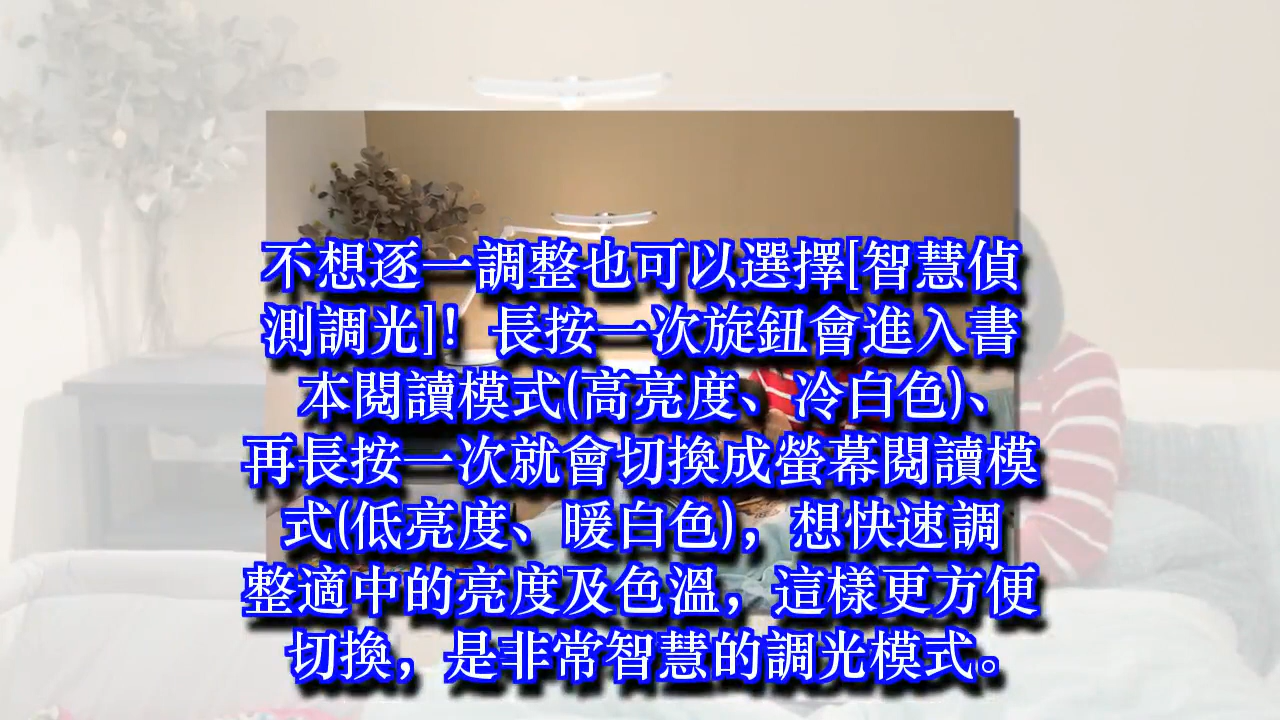 不想逐一調整也可以選擇[智慧偵
測調光]！長按一次旋鈕會進入書
本閱讀模式(高亮度、冷白色)、
再長按一次就會切換成螢幕閱讀模
式(低亮度、暖白色)，想快速調
整適中的亮度及色溫，這樣更方便
切換，是非常智慧的調光模式。